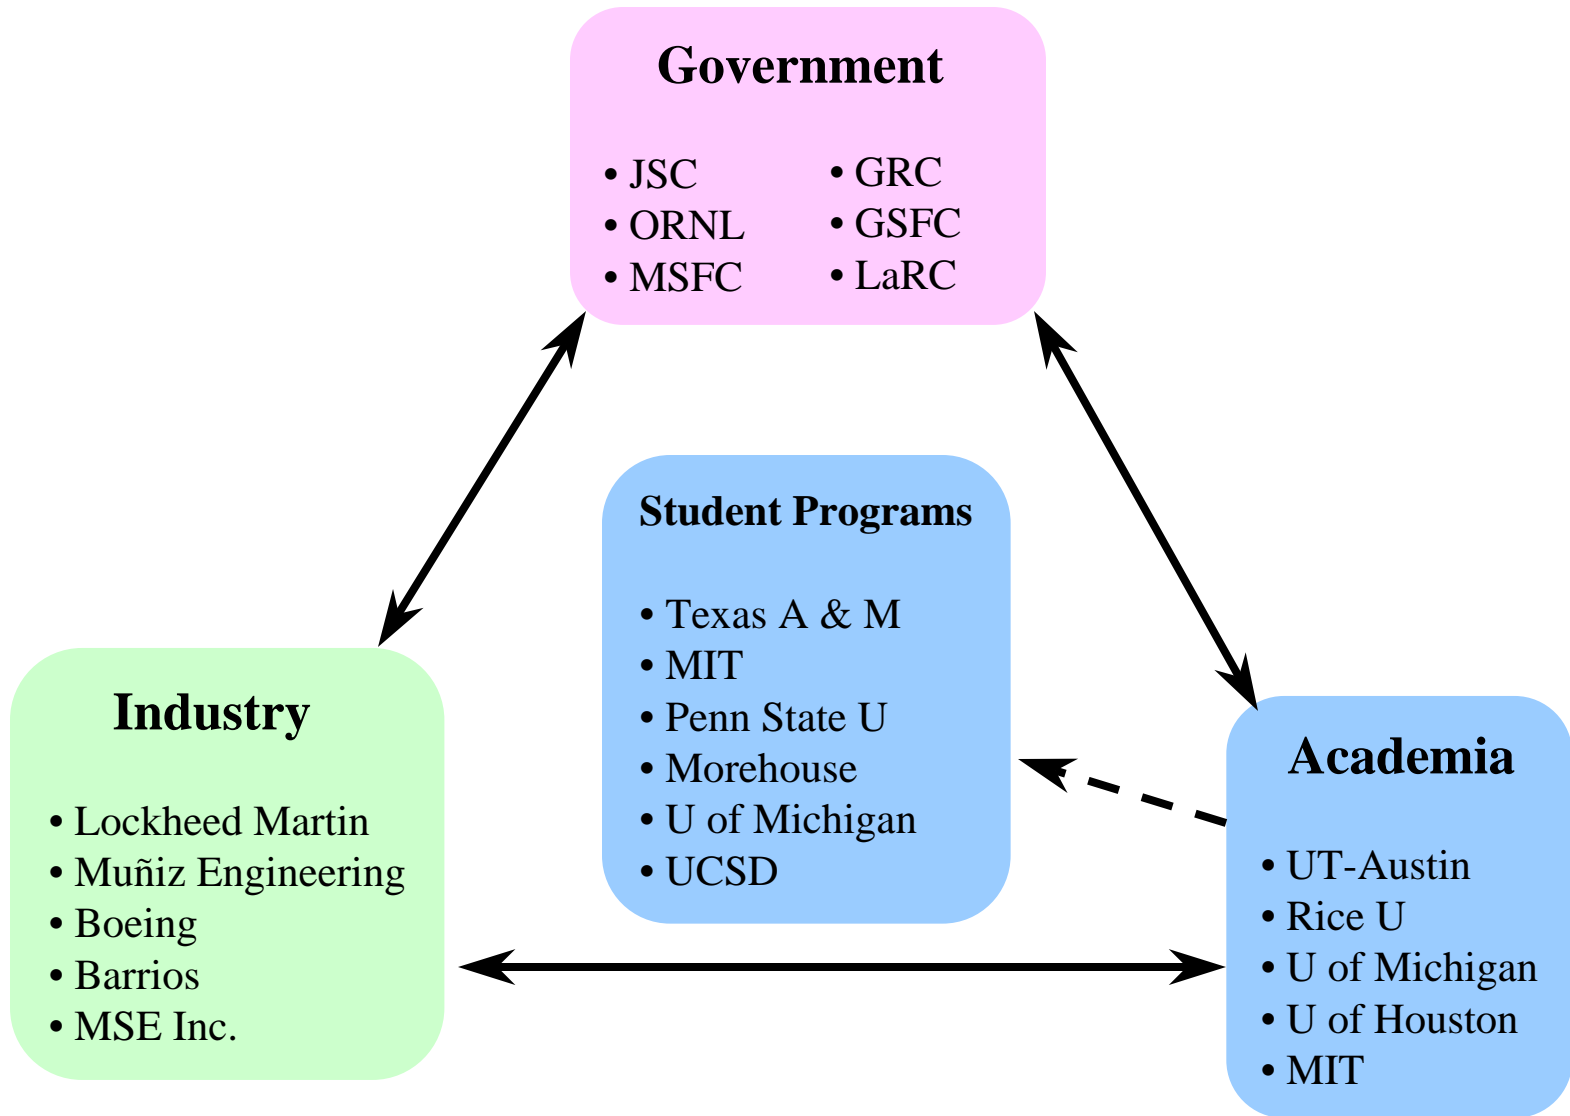 Government
• JSC
• ORNL
• MSFC
• GRC
• GSFC
• LaRC
Student Programs
• Texas A & M
• MIT
• Penn State U
• Morehouse
• U of Michigan
• UCSD
Industry
• Lockheed Martin
• Muñiz Engineering
• Boeing
• Barrios
• MSE Inc.
Academia
• UT-Austin
• Rice U
• U of Michigan
• U of Houston
• MIT